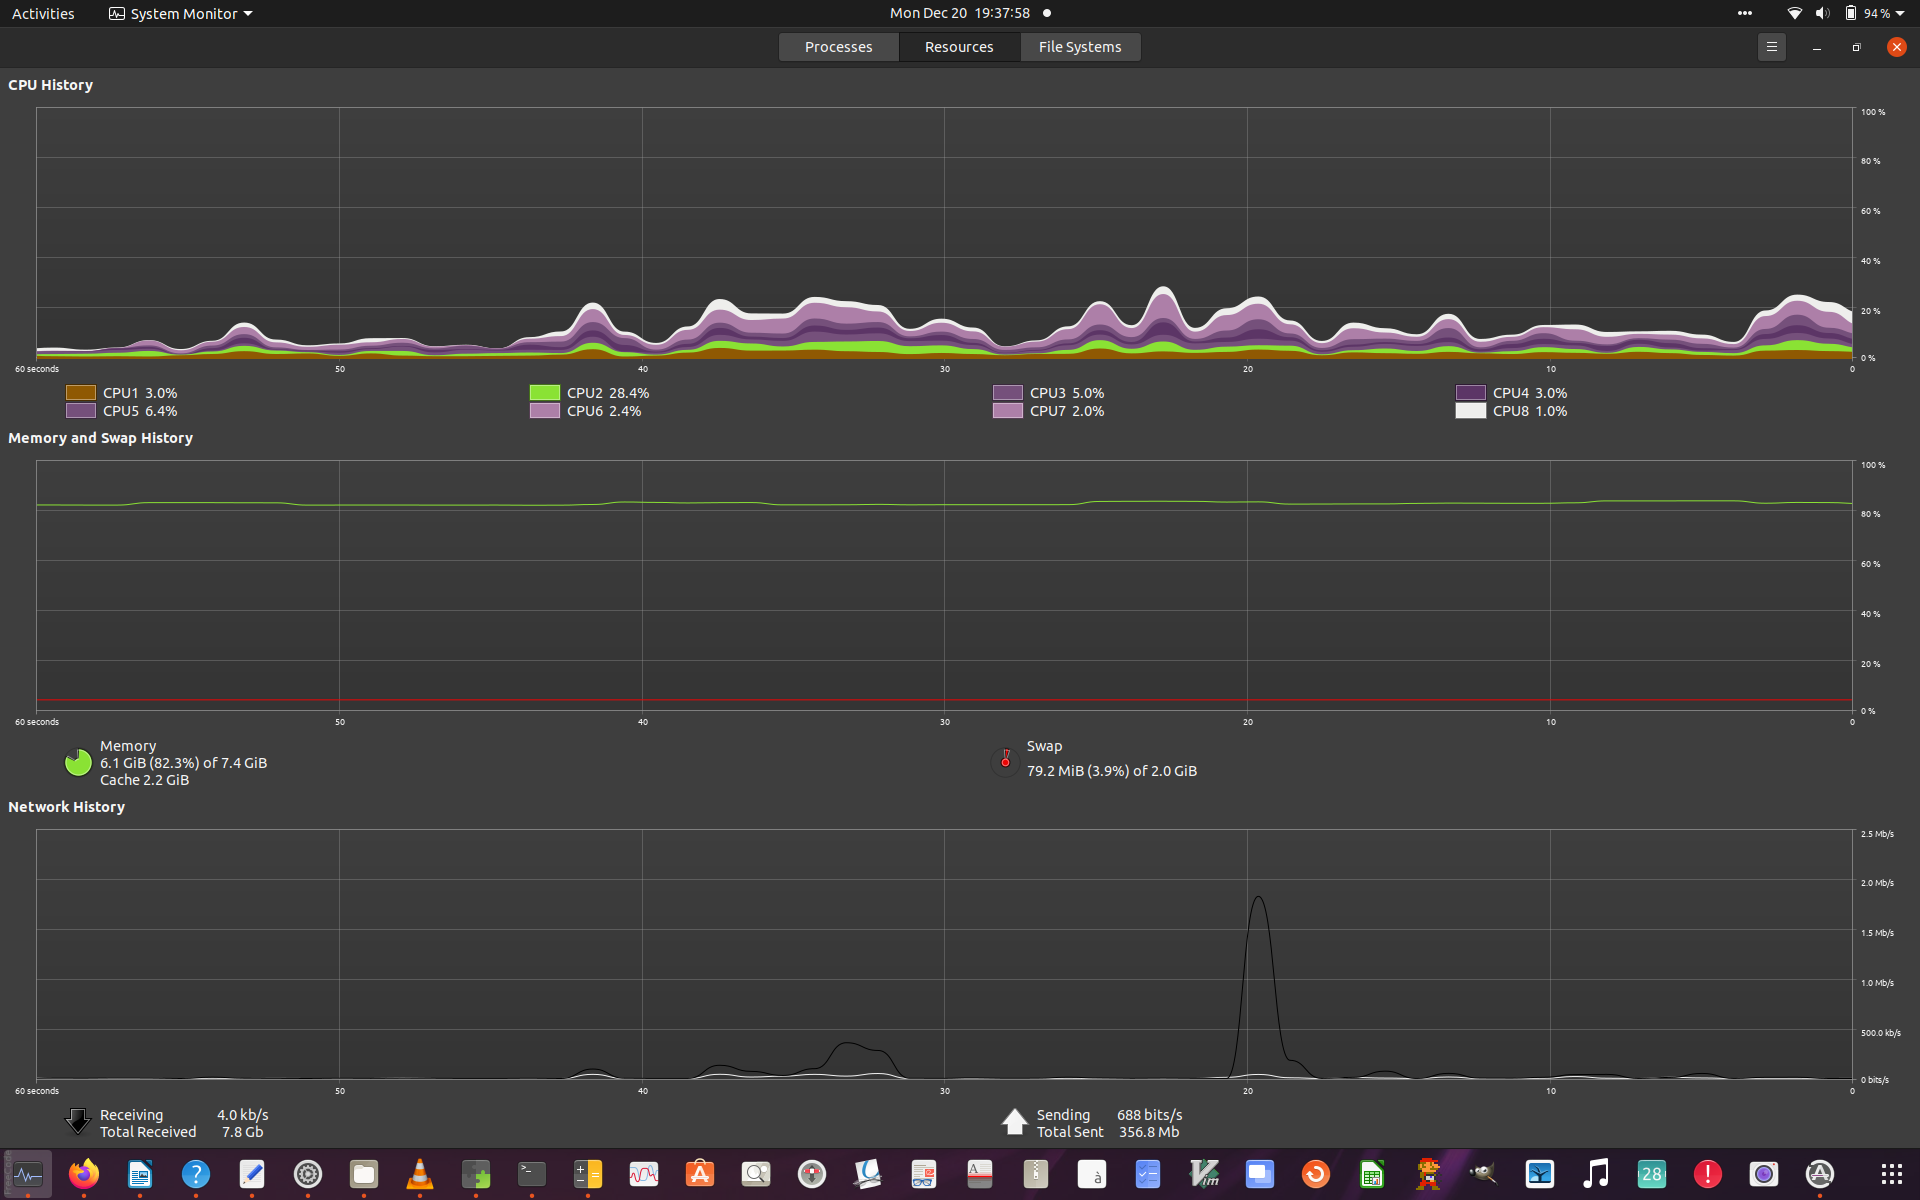 Activities System Monitor Mon Dec 20 19:37:58 94 %
Processes Resources File Systems
CPU History
100 %
80 %
60 %
40 %
20 %
0 %
60 seconds 50 40 30 20 10 0
CPU1 3.0% CPU2 28.4% CPU3 5.0% CPU4 3.0%
CPU5 6.4% CPU6 2.4% CPU7 2.0% CPU8 1.0%
Memory and Swap History
100 %
80 %
60 %
40 %
20 %
0 %
60 seconds 50 40 30 20 10 0
Memory
6.1 GiB (82.3%) of 7.4 GiB
Cache 2.2 GiB
Swap
79.2 MiB (3.9%) of 2.0 GiB
Network History
2.5 Mb/s
2.0 Mb/s
1.5 Mb/s
1.0 Mb/s
500.0 kb/s
0 bits/s
60 seconds 50 40 30 20 10 0
Receiving 4.0 kb/s
Total Received 7.8 Gb
Sending 688 bits/s
Total Sent 356.8 Mb
28